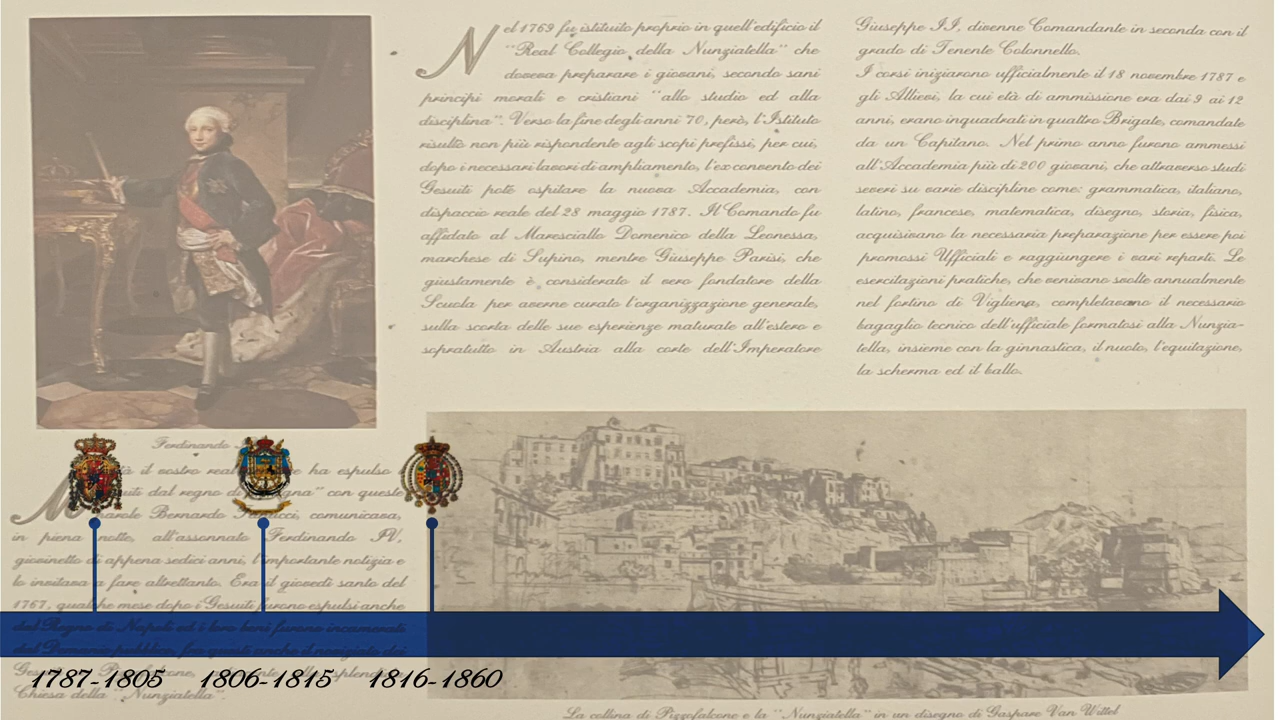 Nel 1769 fu istituito proprio in quell'edificio il
"Real Collegio della Nunziatella" che
doveva preparare i giovani, secondo sani
principi morali e cristiani "allo studio ed alla
disciplina". Verso la fine degli anni '70, però, l'Istituto
risultò non più rispondente agli scopi prefissi, per cui,
dopo i necessari lavori di ampliamento, l'ex convento dei
Gesuiti potè ospitare la nuova Accademia, con
dispaccio reale del 28 maggio 1787. Il Comando fu
affidato al Maresciallo Domenico della Leonessa,
marchese di Supino, mentre Giuseppe Parisi, che
giustamente è considerato il vero fondatore della
Scuola per averne curato l'organizzazione generale,
sulla scorta delle sue esperienze maturate all'estero e
sopratutto in Austria alla corte dell'Imperatore
Giuseppe II, divenne Comandante in seconda con il
grado di Tenente Colonnello.
I corsi iniziarono ufficialmente il 18 novembre 1787 e
gli Allievi, la cui età di ammissione era dai 9 ai 12
anni, erano inquadrati in quattro Brigate, comandate
da un Capitano. Nel primo anno furono ammessi
all'Accademia più di 200 giovani, che attraverso studi
severi su varie discipline come: grammatica, italiano,
latino, francese, matematica, disegno, storia, fisica,
acquisivano la necessaria preparazione per essere poi
promossi Ufficiali e raggiungere i vari reparti. Le
esercitazioni pratiche, che venivano svolte annualmente
nel fortino di Vigliena, completavano il necessario
bagaglio tecnico dell'ufficiale formatosi alla Nunzia-
tella, insieme con la ginnastica, il nuoto, l'equitazione,
la scherma ed il ballo.
Ferdinando
il vostro real ha espulso
dal regno di con queste
parole Bernardo comunicava,
in piena notte, all'assonnato Ferdinando IV,
giovinetto di appena sedici anni, l'importante notizia e
lo invitava a fare altrettanto. Era il giovedì santo del
1767, qualche mese dopo i Gesuiti furono espulsi anche
dal Regno di Napoli ed i loro beni furono incamerati
dal Demanio pubblico, fra questi anche il noviziato dei
Chiesa della "Nunziatella".
1787-1805 1806-1815 1816-1860
La collina di Pizzofalcone e la "Nunziatella" in un disegno di Gaspare Van Wittel